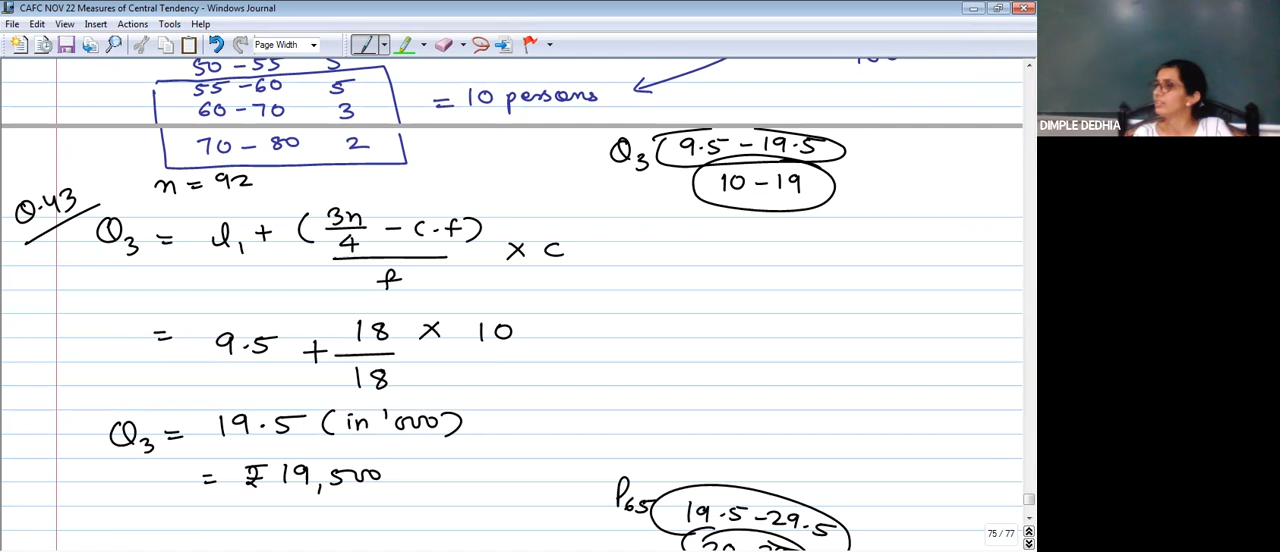 CAFC NOV 22 Measures of Central Tendency - Windows Journal
File Edit View Insert Actions Tools Help
Page Width
50 - 55 5
55 - 60 5
60 - 70 3
70 - 80 2
= 10 persons
n = 92
Q3 9.5 - 19.5
10 - 19
Q.43
Q3 = l1 + (3n/4 - c.f) / f × c
= 9.5 + 18/18 × 10
Q3 = 19.5 (in '000)
= ₹ 19,500
P65 19.5 - 29.5
75 / 77
DIMPLE DEDHIA